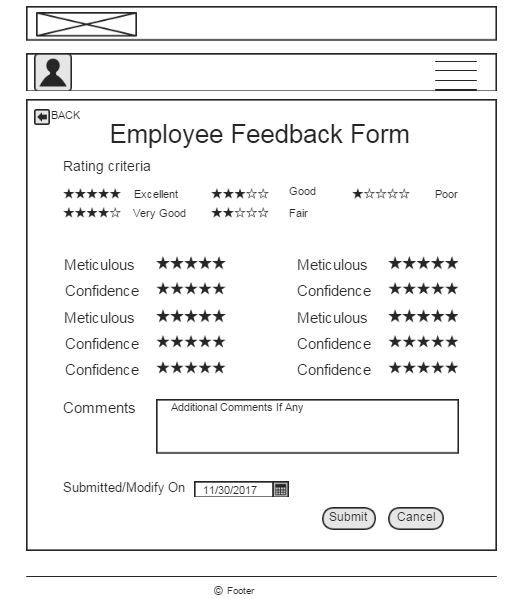 BACK
Employee Feedback Form
Rating criteria
★★★★★ Excellent ★★★☆☆ Good ★☆☆☆☆ Poor
★★★★☆ Very Good ★★☆☆☆ Fair
Meticulous ★★★★★ Meticulous ★★★★★
Confidence ★★★★★ Confidence ★★★★★
Meticulous ★★★★★ Meticulous ★★★★★
Confidence ★★★★★ Confidence ★★★★★
Confidence ★★★★★ Confidence ★★★★★
Comments Additional Comments If Any
Submitted/Modify On 11/30/2017
Submit Cancel
© Footer